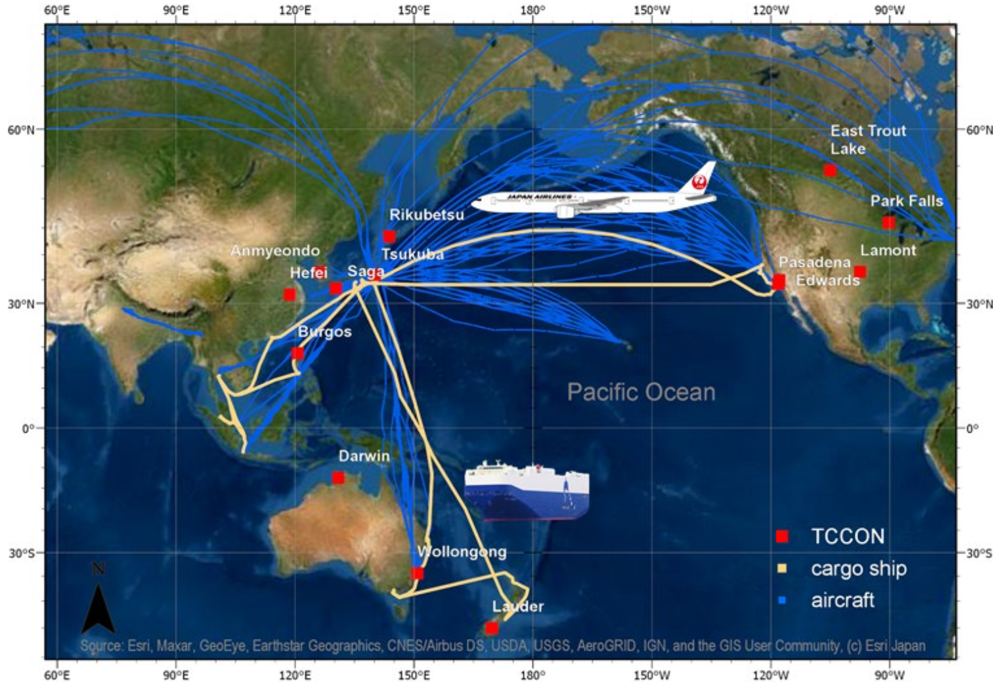 60°E 90°E 120°E 150°E 180° 150°W 120°W 90°W
60°N 60°N
East Trout
Lake
JAPAN AIRLINES
Park Falls
Rikubetsu
Anmyeondo
Tsukuba
Lamont
Hefei
Saga
Pasadena
Edwards
30°N 30°N
Burgos
Pacific Ocean
0° 0°
Darwin
TCCON
Wollongong
30°S 30°S
cargo ship
N
aircraft
Lauder
Source: Esri, Maxar, GeoEye, Earthstar Geographics, CNES/Airbus DS, USDA, USGS, AeroGRID, IGN, and the GIS User Community, (c) Esri Japan
60°E 90°E 120°E 150°E 180° 150°W 120°W 90°W